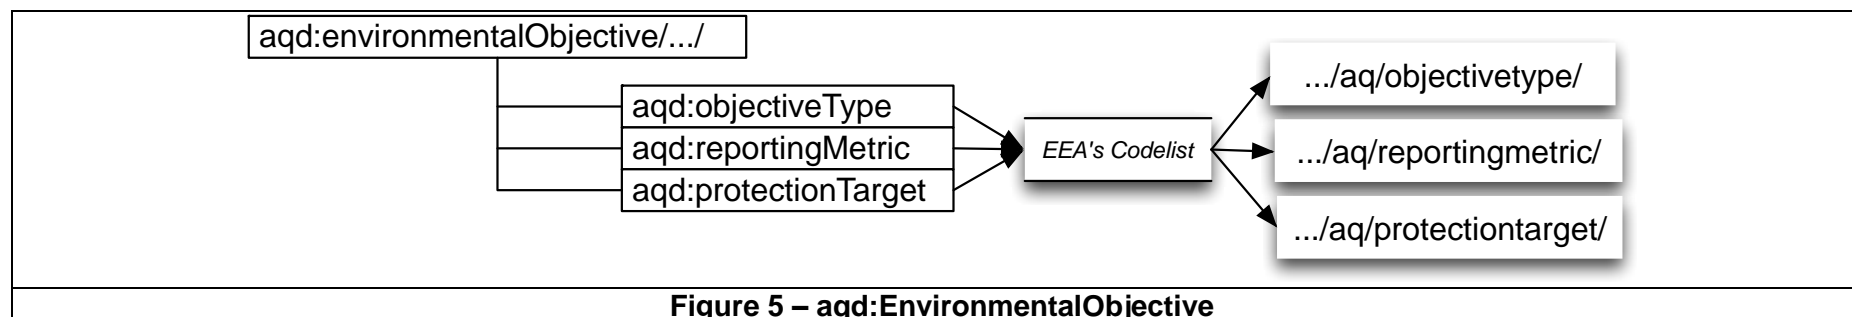 aqd:environmentalObjective/.../
aqd:objectiveType
aqd:reportingMetric
aqd:protectionTarget
EEA's Codelist
.../aq/objectivetype/
.../aq/reportingmetric/
.../aq/protectiontarget/
Figure 5 – aqd:EnvironmentalObjective